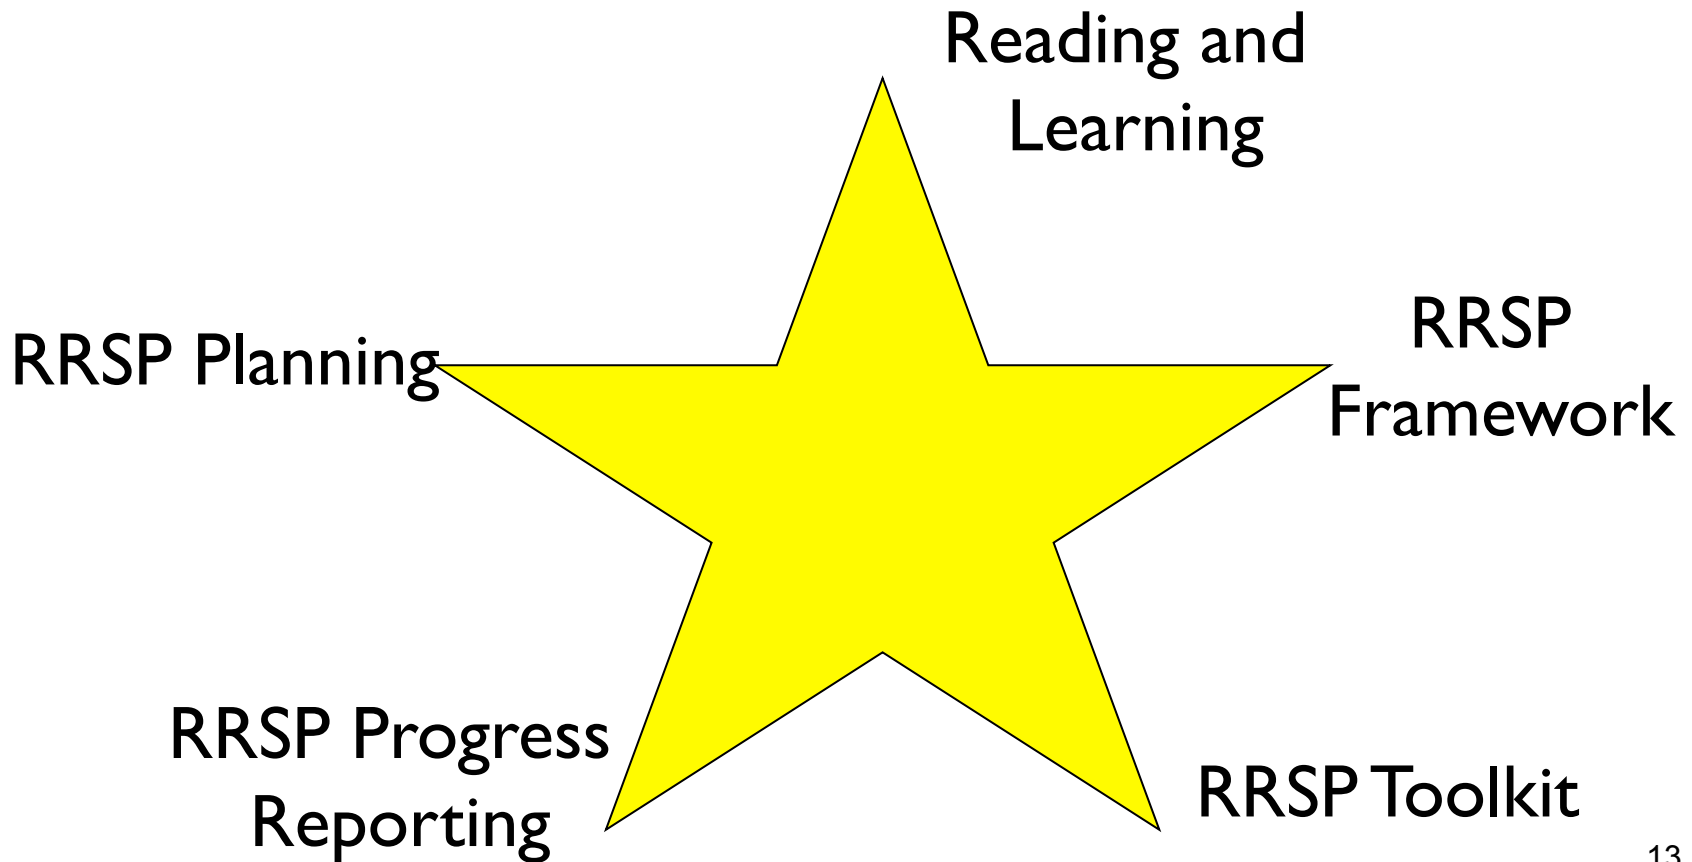 Reading and
Learning
RRSP Planning
RRSP
Framework
RRSP Progress
Reporting
RRSP Toolkit
13